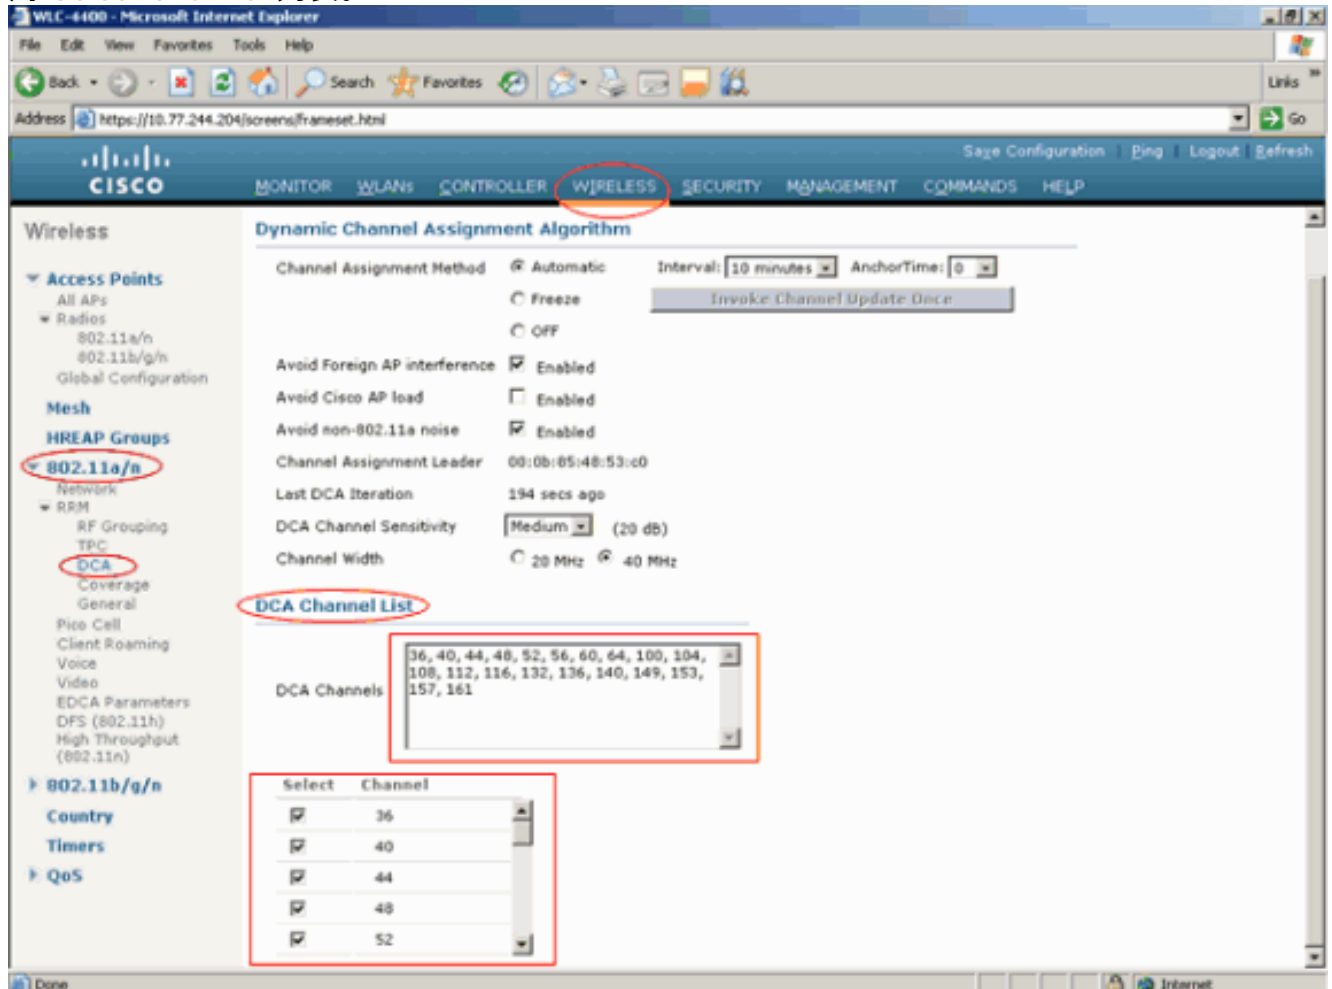 WLC-4400 - Microsoft Internet Explorer
File Edit View Favorites Tools Help
Back Search Favorites Links
Address https://10.77.244.204/screens/frameset.html Go
Save Configuration Ping Logout Refresh
CISCO
MONITOR WLANs CONTROLLER WIRELESS SECURITY MANAGEMENT COMMANDS HELP
Wireless
Access Points
All APs
Radios
802.11a/n
802.11b/g/n
Global Configuration
Mesh
HREAP Groups
802.11a/n
Network
RRM
RF Grouping
TPC
DCA
Coverage
General
Pico Cell
Client Roaming
Voice
Video
EDCA Parameters
DFS (802.11h)
High Throughput
(802.11n)
802.11b/g/n
Country
Timers
QoS
Dynamic Channel Assignment Algorithm
Channel Assignment Method Automatic Interval: 10 minutes AnchorTime: 0
Freeze Invoke Channel Update Once
OFF
Avoid Foreign AP interference Enabled
Avoid Cisco AP load Enabled
Avoid non-802.11a noise Enabled
Channel Assignment Leader 00:0b:85:48:53:c0
Last DCA Iteration 194 secs ago
DCA Channel Sensitivity Medium (20 dB)
Channel Width 20 MHz 40 MHz
DCA Channel List
DCA Channels
36, 40, 44, 48, 52, 56, 60, 64, 100, 104,
108, 112, 116, 132, 136, 140, 149, 153,
157, 161
Select Channel
36
40
44
48
52
Done Internet